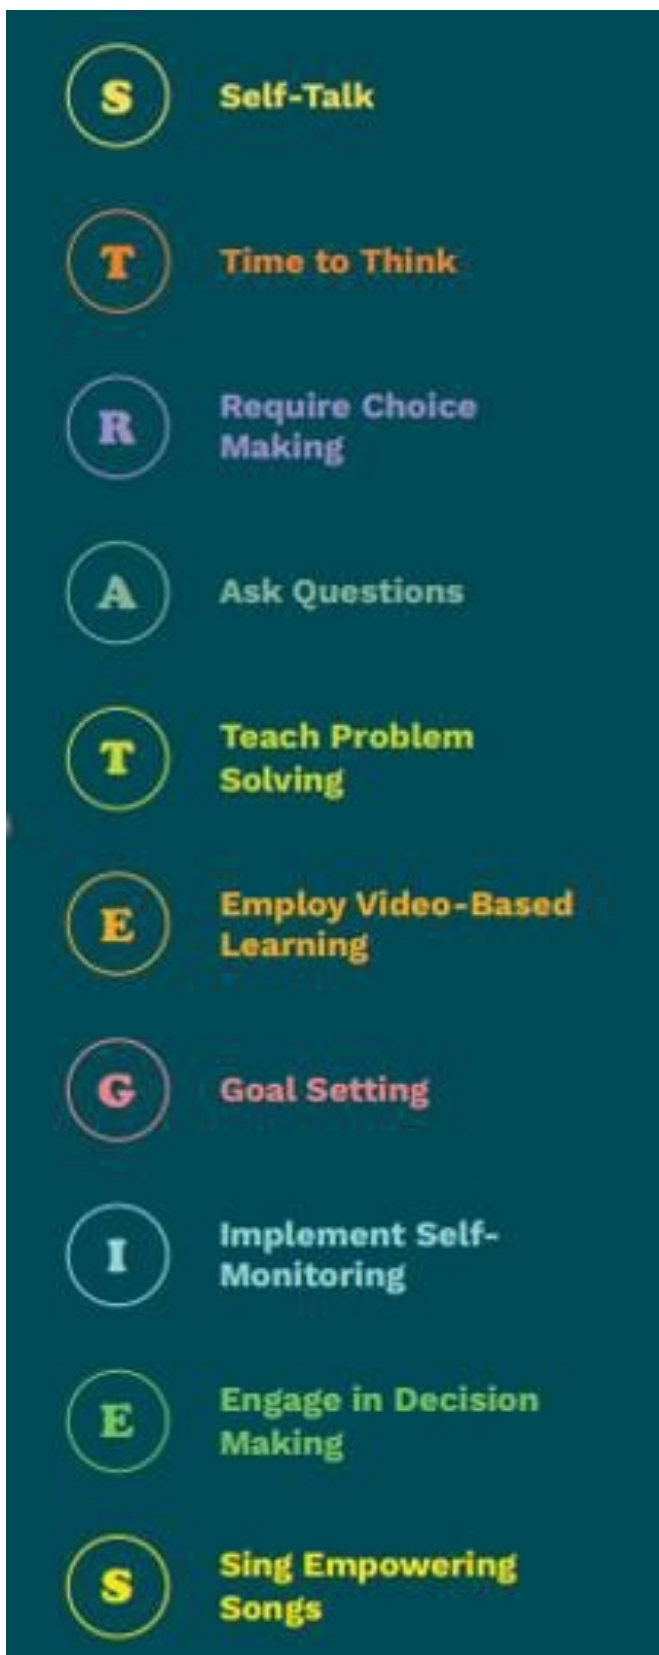 S Self-Talk
T Time to Think
R Require Choice
Making
A Ask Questions
T Teach Problem
Solving
E Employ Video-Based
Learning
G Goal Setting
I Implement Self-
Monitoring
E Engage in Decision
Making
S Sing Empowering
Songs